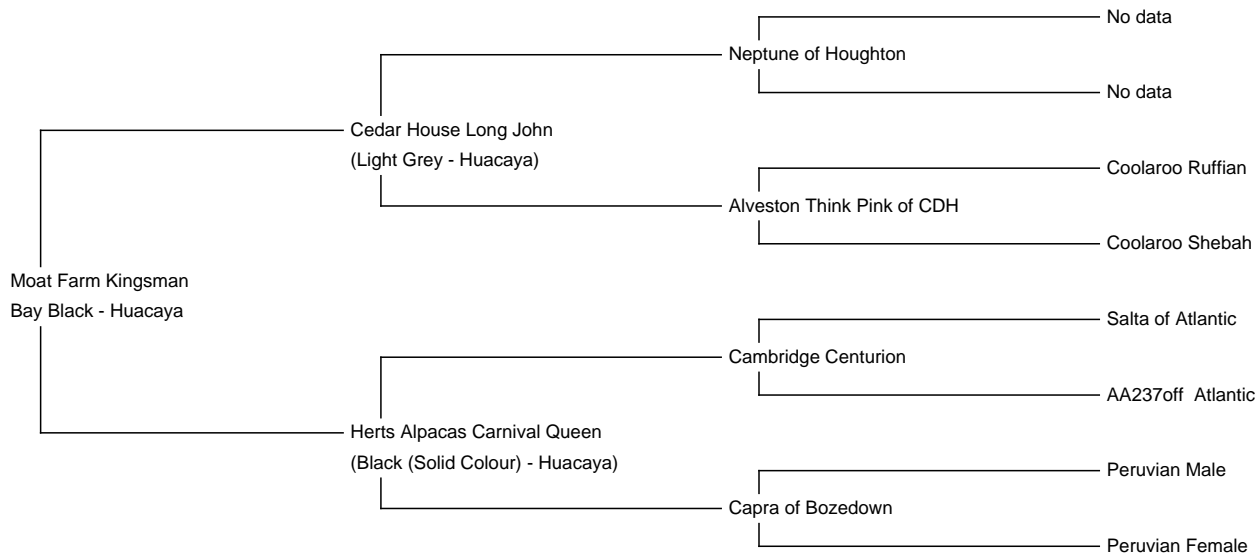 No data
Neptune of Houghton
No data
Cedar House Long John
(Light Grey - Huacaya)
Coolaroo Ruffian
Alveston Think Pink of CDH
Coolaroo Shebah
Moat Farm Kingsman
Bay Black - Huacaya
Salta of Atlantic
Cambridge Centurion
AA237off  Atlantic
Herts Alpacas Carnival Queen
(Black (Solid Colour) - Huacaya)
Peruvian Male
Capra of Bozedown
Peruvian Female